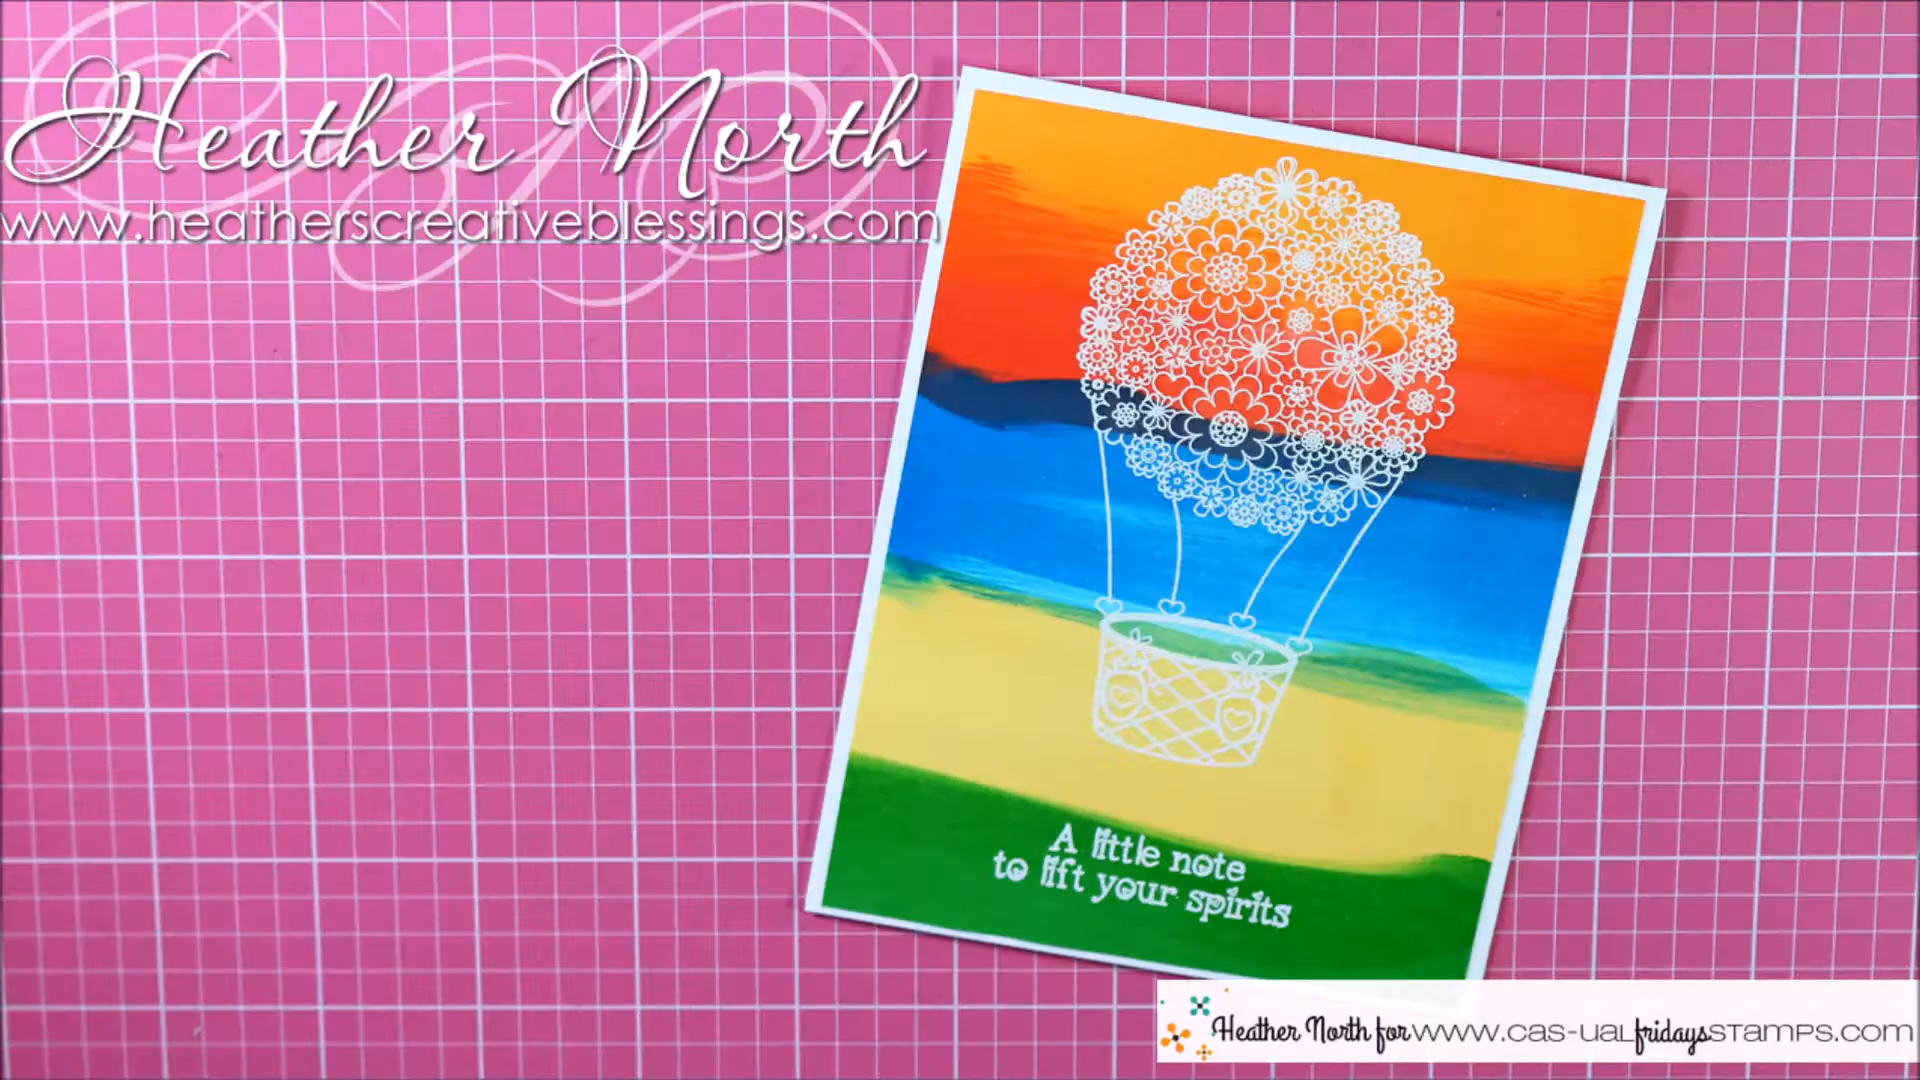 Heather North
www.heatherscreativeblessings.com
A little note
to lift your spirits
Heather North for www.cas-ualfridaysstamps.com